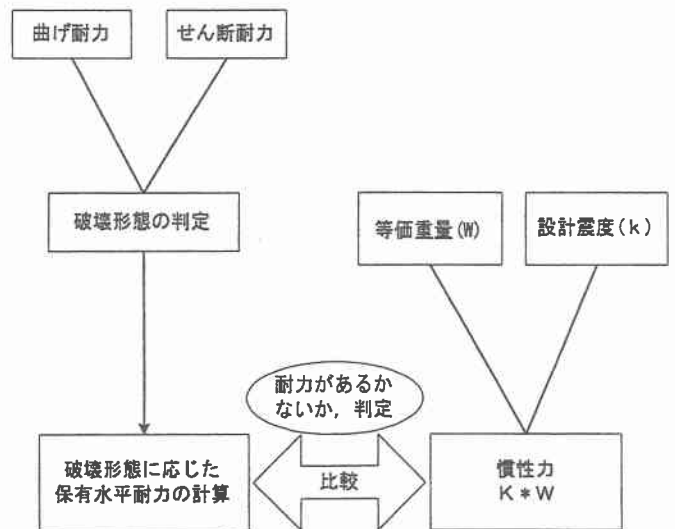 曲げ耐力
せん断耐力
破壊形態の判定
等価重量(W)
設計震度(k)
耐力があるか
ないか，判定
破壊形態に応じた
保有水平耐力の計算
比較
慣性力
K＊W